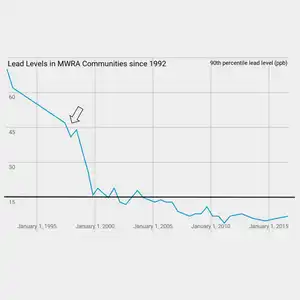 Lead Levels in MWRA Communities since 1992
90th percentile lead level (ppb)
60
45
30
15
January 1, 1995
January 1, 2000
January 1, 2005
January 1, 2010
January 1, 2015